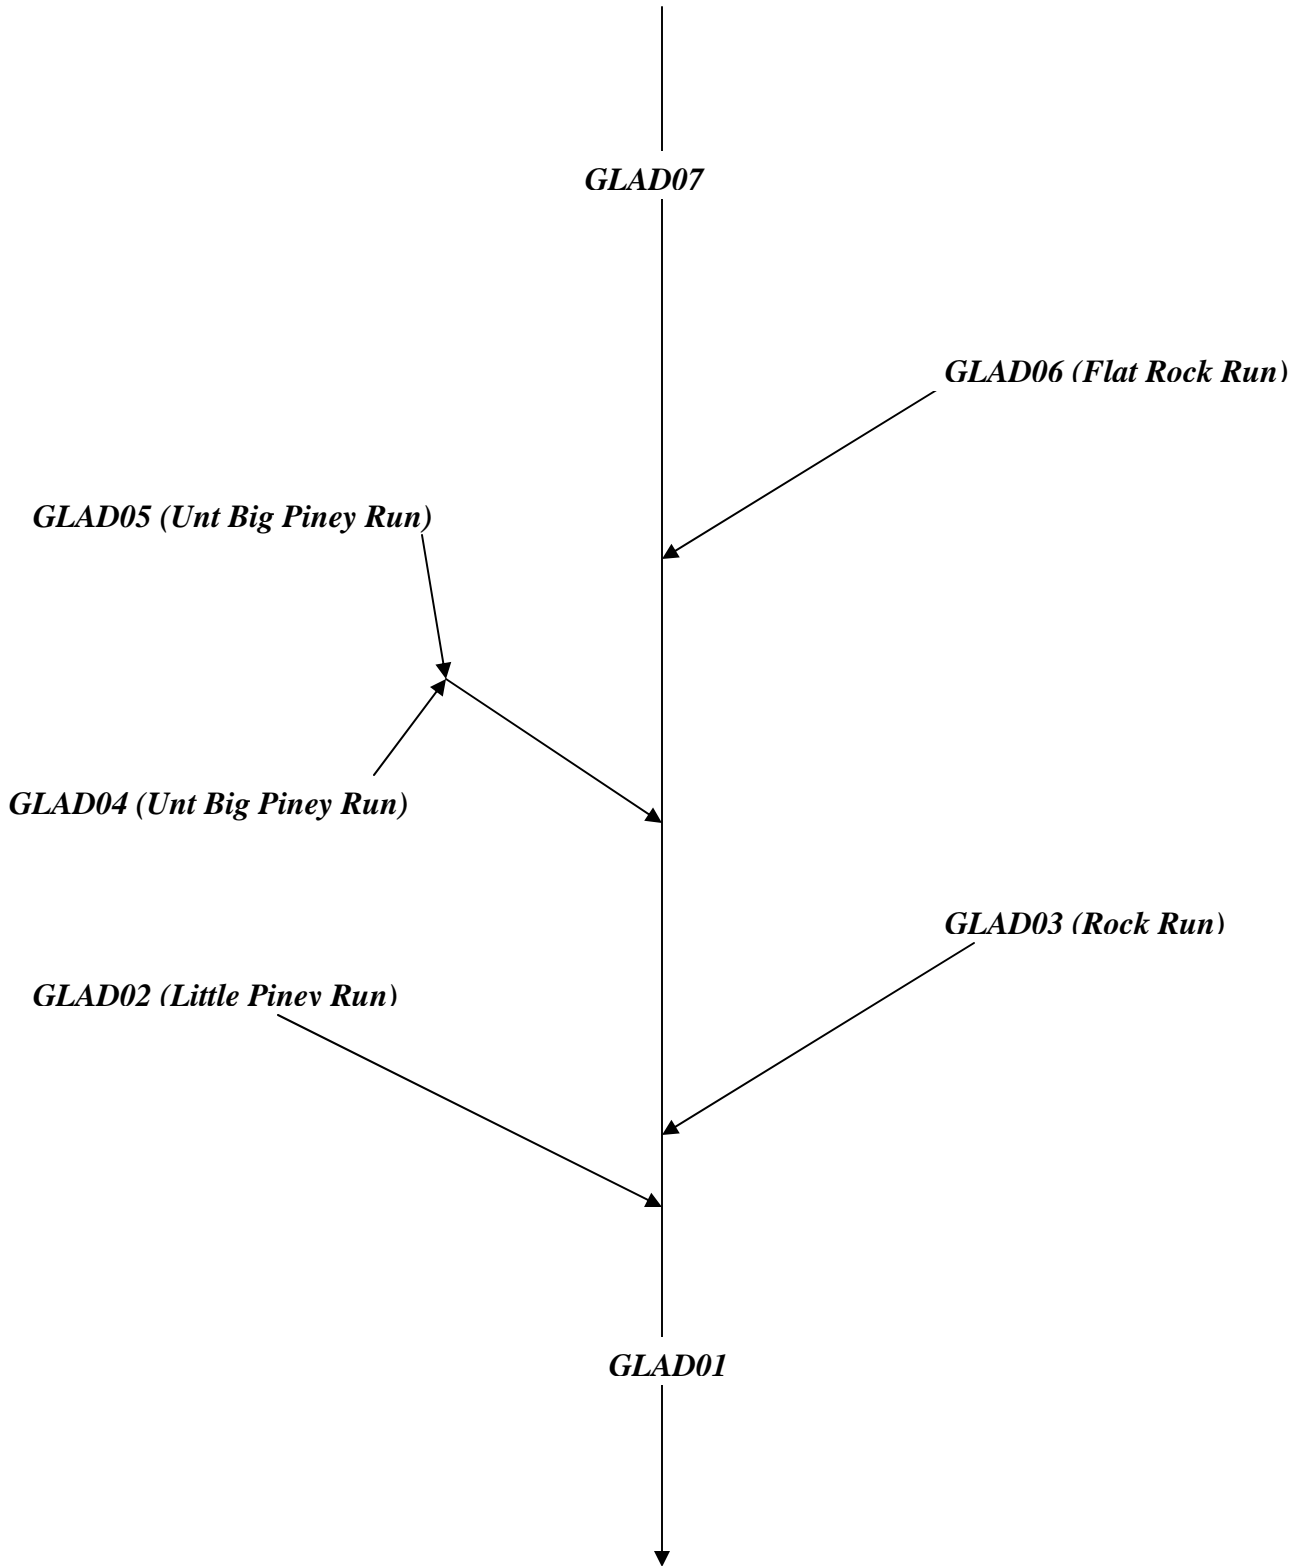 GLAD07
GLAD06 (Flat Rock Run)
GLAD05 (Unt Big Piney Run)
GLAD04 (Unt Big Piney Run)
GLAD03 (Rock Run)
GLAD02 (Little Piney Run)
GLAD01